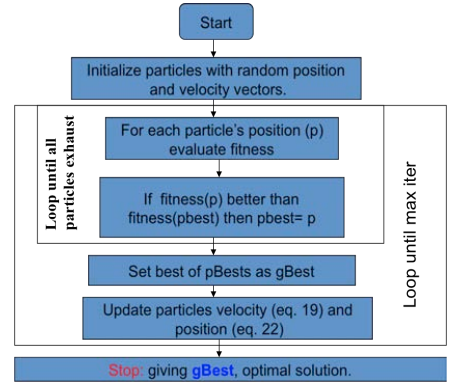 Start
Initialize particles with random position
and velocity vectors.
Loop until all
particles exhaust
For each particle's position (p)
evaluate fitness
If fitness(p) better than
fitness(pbest) then pbest= p
Loop until max iter
Set best of pBests as gBest
Update particles velocity (eq. 19) and
position (eq. 22)
Stop: giving gBest, optimal solution.